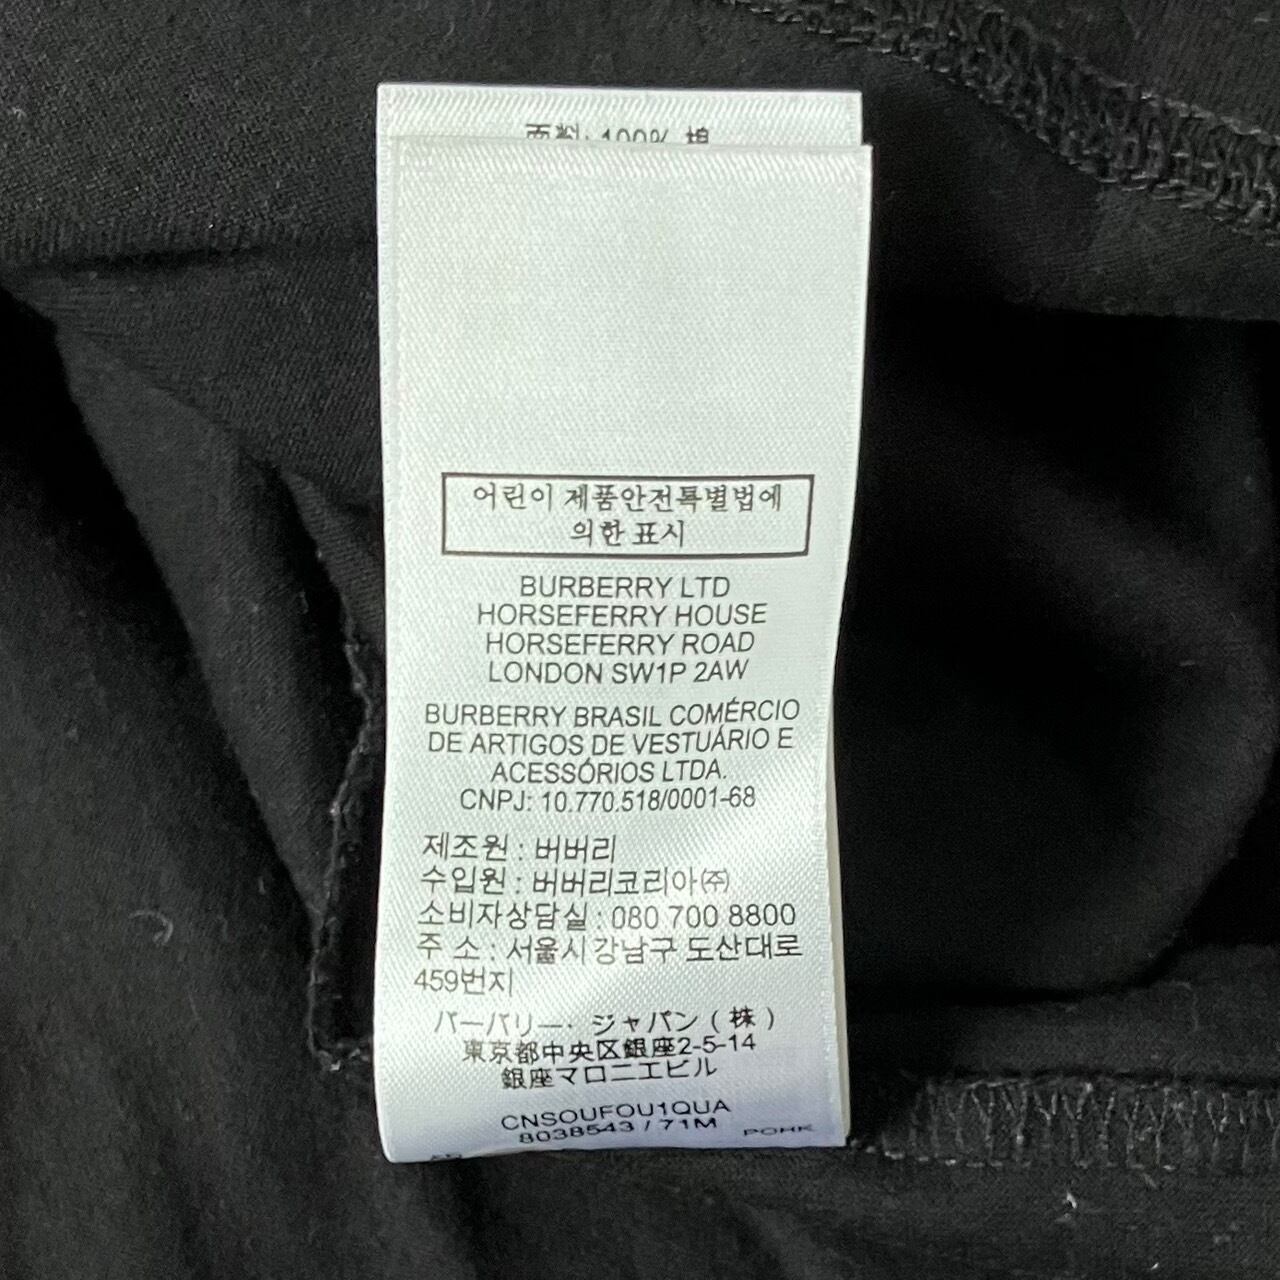 面料: 100% 棉
어린이 제품안전특별법에
의한 표시
BURBERRY LTD
HORSEFERRY HOUSE
HORSEFERRY ROAD
LONDON SW1P 2AW
BURBERRY BRASIL COMÉRCIO
DE ARTIGOS DE VESTUÁRIO E
ACESSÓRIOS LTDA.
CNPJ: 10.770.518/0001-68
제조원 : 버버리
수입원 : 버버리코리아㈜
소비자상담실 : 080 700 8800
주 소 : 서울시강남구 도산대로
459번지
バーバリー・ジャパン ( 株 )
東京都中央区銀座2-5-14
銀座マロニエビル
CNSOUFOU1QUA
8038543 / 71M